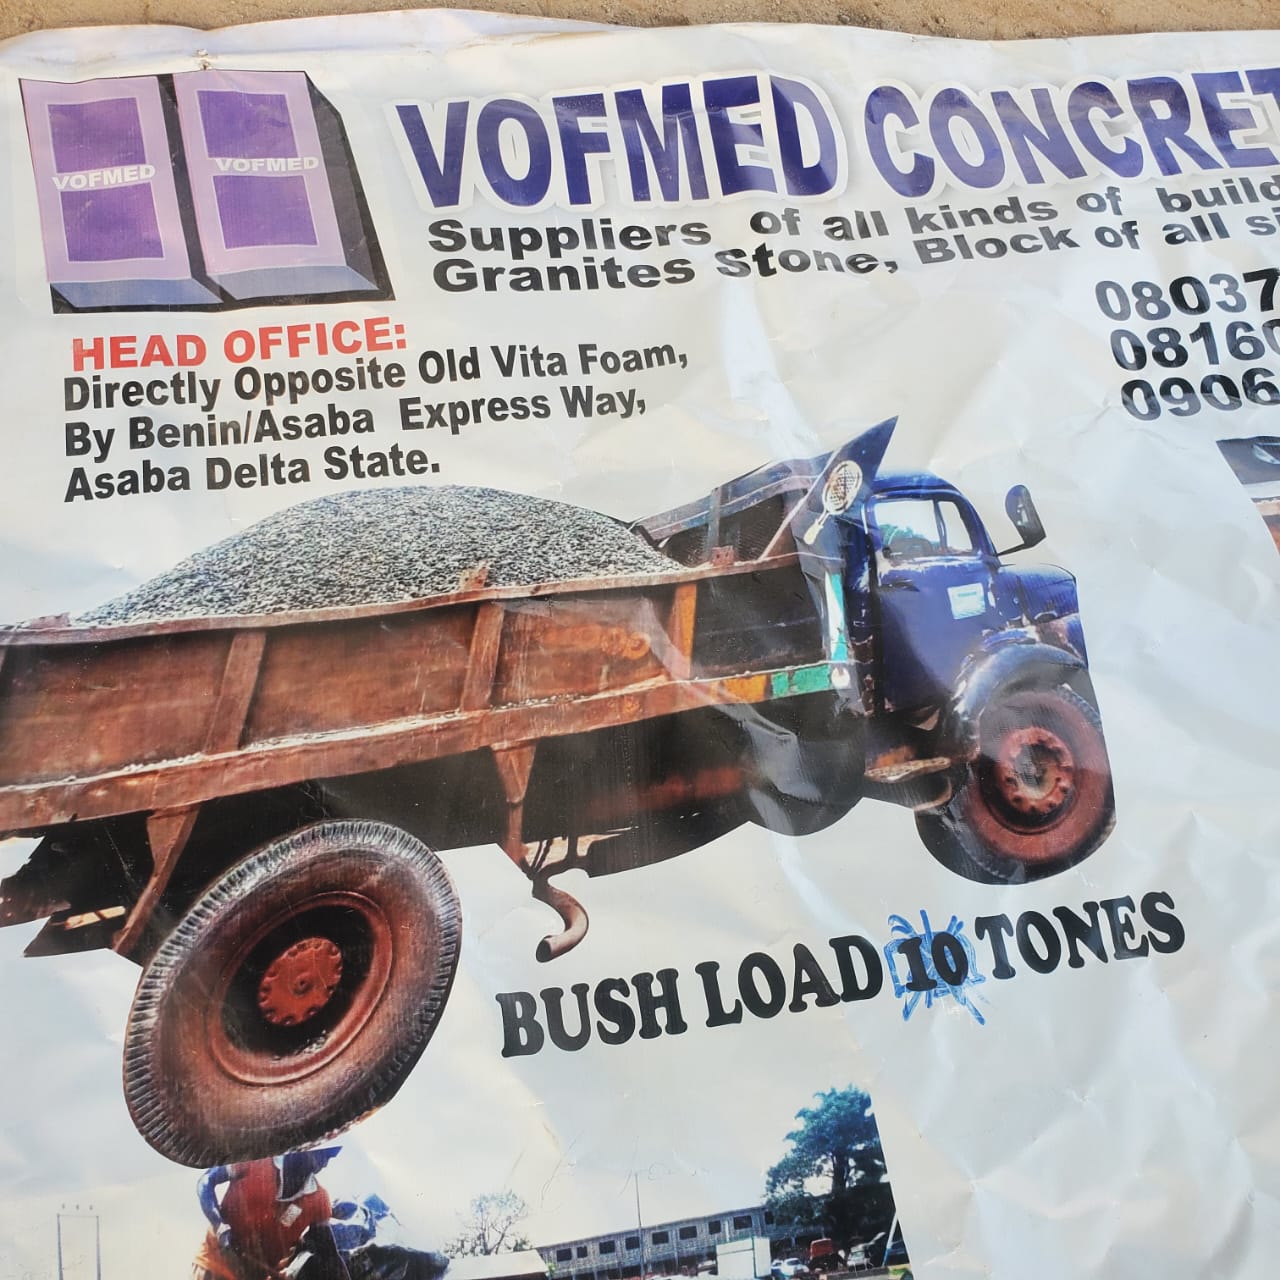 VOFMED VOFMED
VOFMED CONCRET
Suppliers of all kinds of build
Granites Stone, Block of all s
08037
0816
0906
HEAD OFFICE:
Directly Opposite Old Vita Foam,
By Benin/Asaba Express Way,
Asaba Delta State.
BUSH LOAD 10 TONES